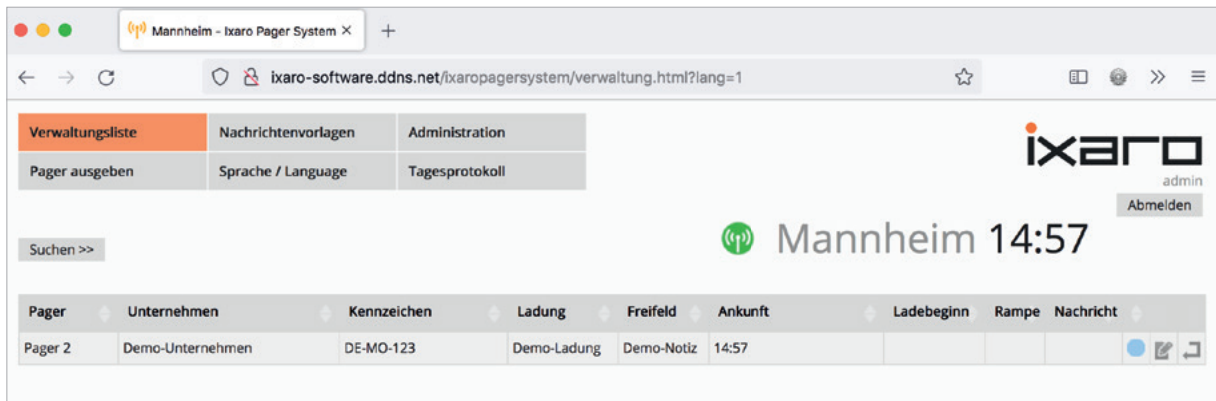 Mannheim - Ixaro Pager System
ixaro-software.ddns.net/ixaropagersystem/verwaltung.html?lang=1
Verwaltungsliste Nachrichtenvorlagen Administration
Pager ausgeben Sprache / Language Tagesprotokoll
ixaro
admin
Abmelden
Suchen >>
Mannheim 14:57
Pager Unternehmen Kennzeichen Ladung Freifeld Ankunft Ladebeginn Rampe Nachricht
Pager 2 Demo-Unternehmen DE-MO-123 Demo-Ladung Demo-Notiz 14:57